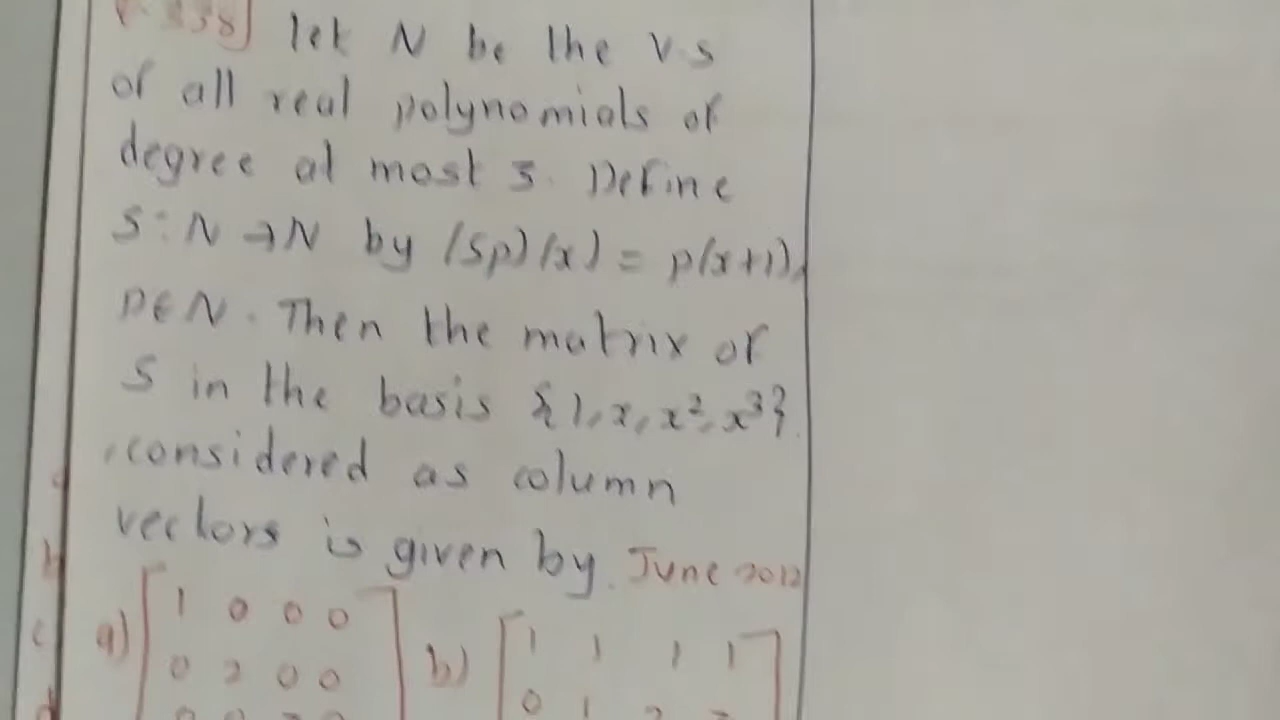 let N be the V.S
of all real polynomials of
degree at most 3. Define
S: N → N by (Sp)(x) = p(x+1),
p∈N. Then the matrix of
S in the basis {1, x, x², x³}
considered as column
vectors is given by. June 2012
a) [1 0 0 0 b) [1 1 1 1
0 2 0 0 0 1 2 3